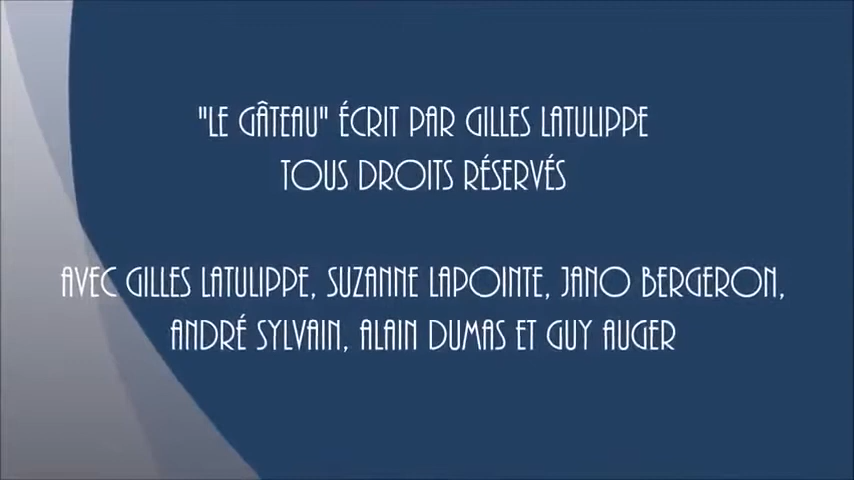 "LE GÂTEAU" ÉCRIT PAR GILLES LATULIPPE
TOUS DROITS RÉSERVÉS
AVEC GILLES LATULIPPE, SUZANNE LAPOINTE, JANO BERGERON,
ANDRÉ SYLVAIN, ALAIN DUMAS ET GUY AUGER